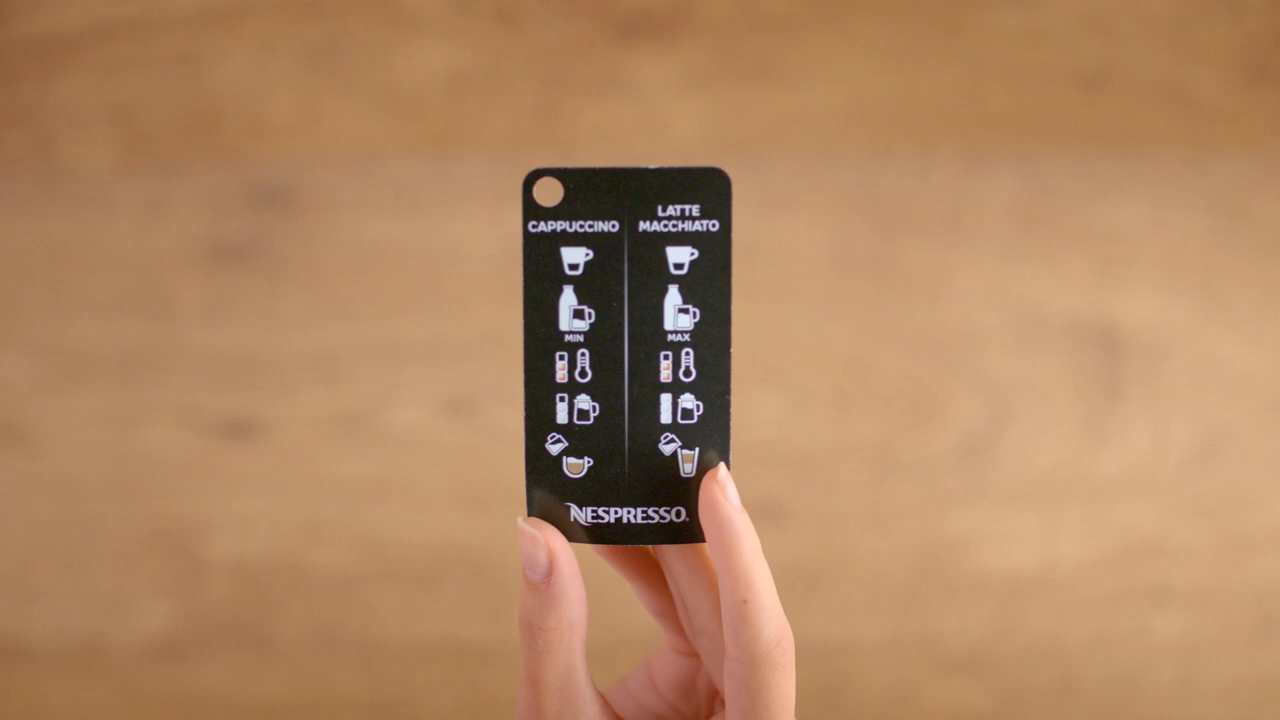 CAPPUCCINO
MIN
LATTE
MACCHIATO
MAX
NESPRESSO.